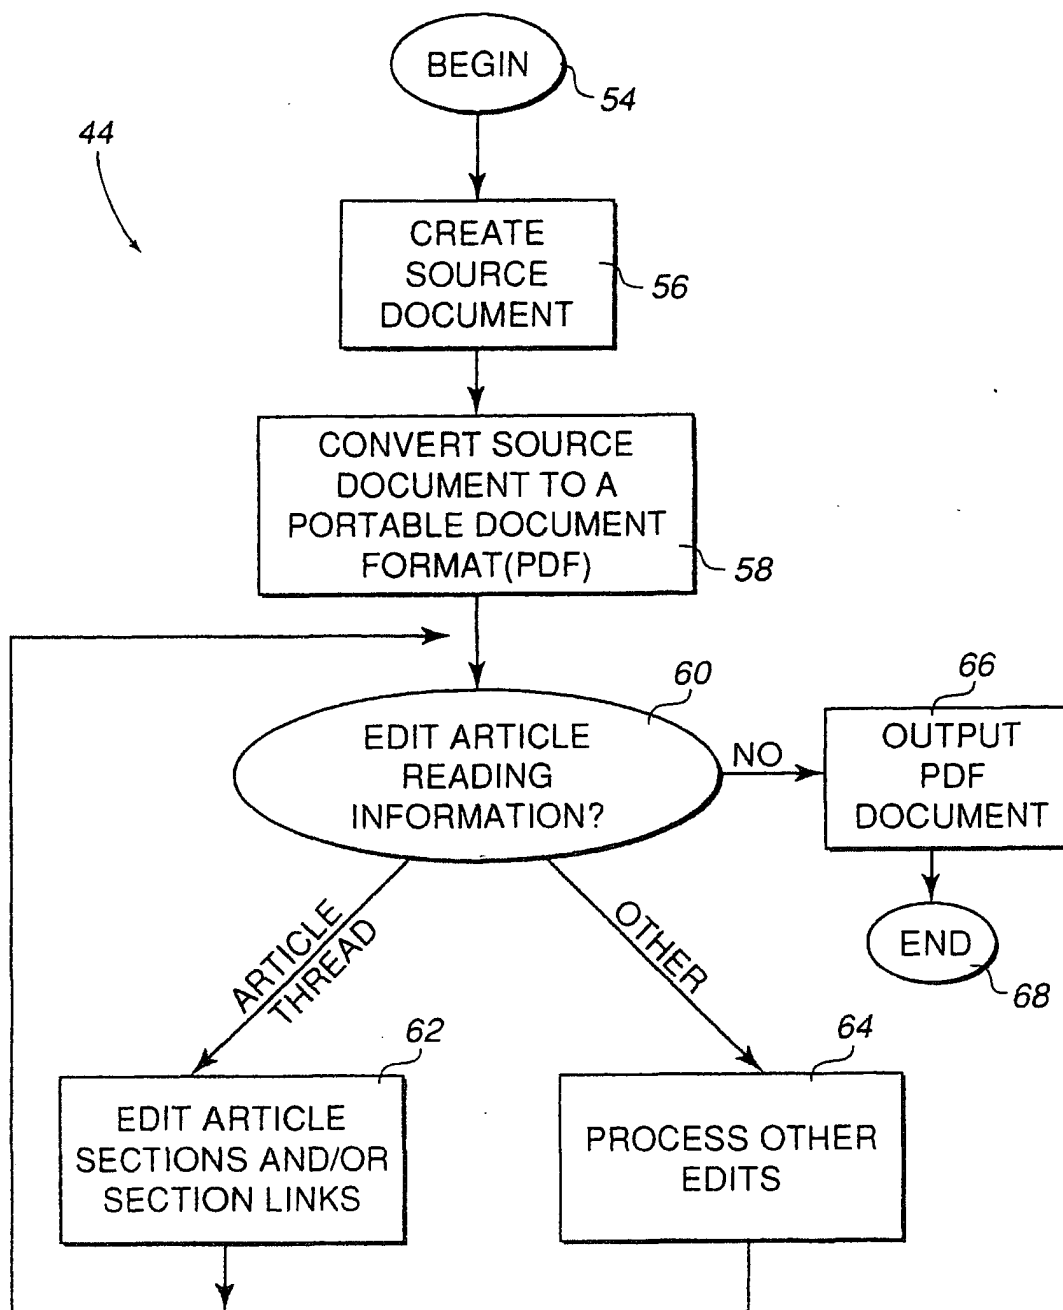 BEGIN
54
44
CREATE
SOURCE
DOCUMENT
56
CONVERT SOURCE
DOCUMENT TO A
PORTABLE DOCUMENT
FORMAT(PDF)
58
60
EDIT ARTICLE
READING
INFORMATION?
NO
66
OUTPUT
PDF
DOCUMENT
END
68
ARTICLE
THREAD
OTHER
62
EDIT ARTICLE
SECTIONS AND/OR
SECTION LINKS
64
PROCESS OTHER
EDITS